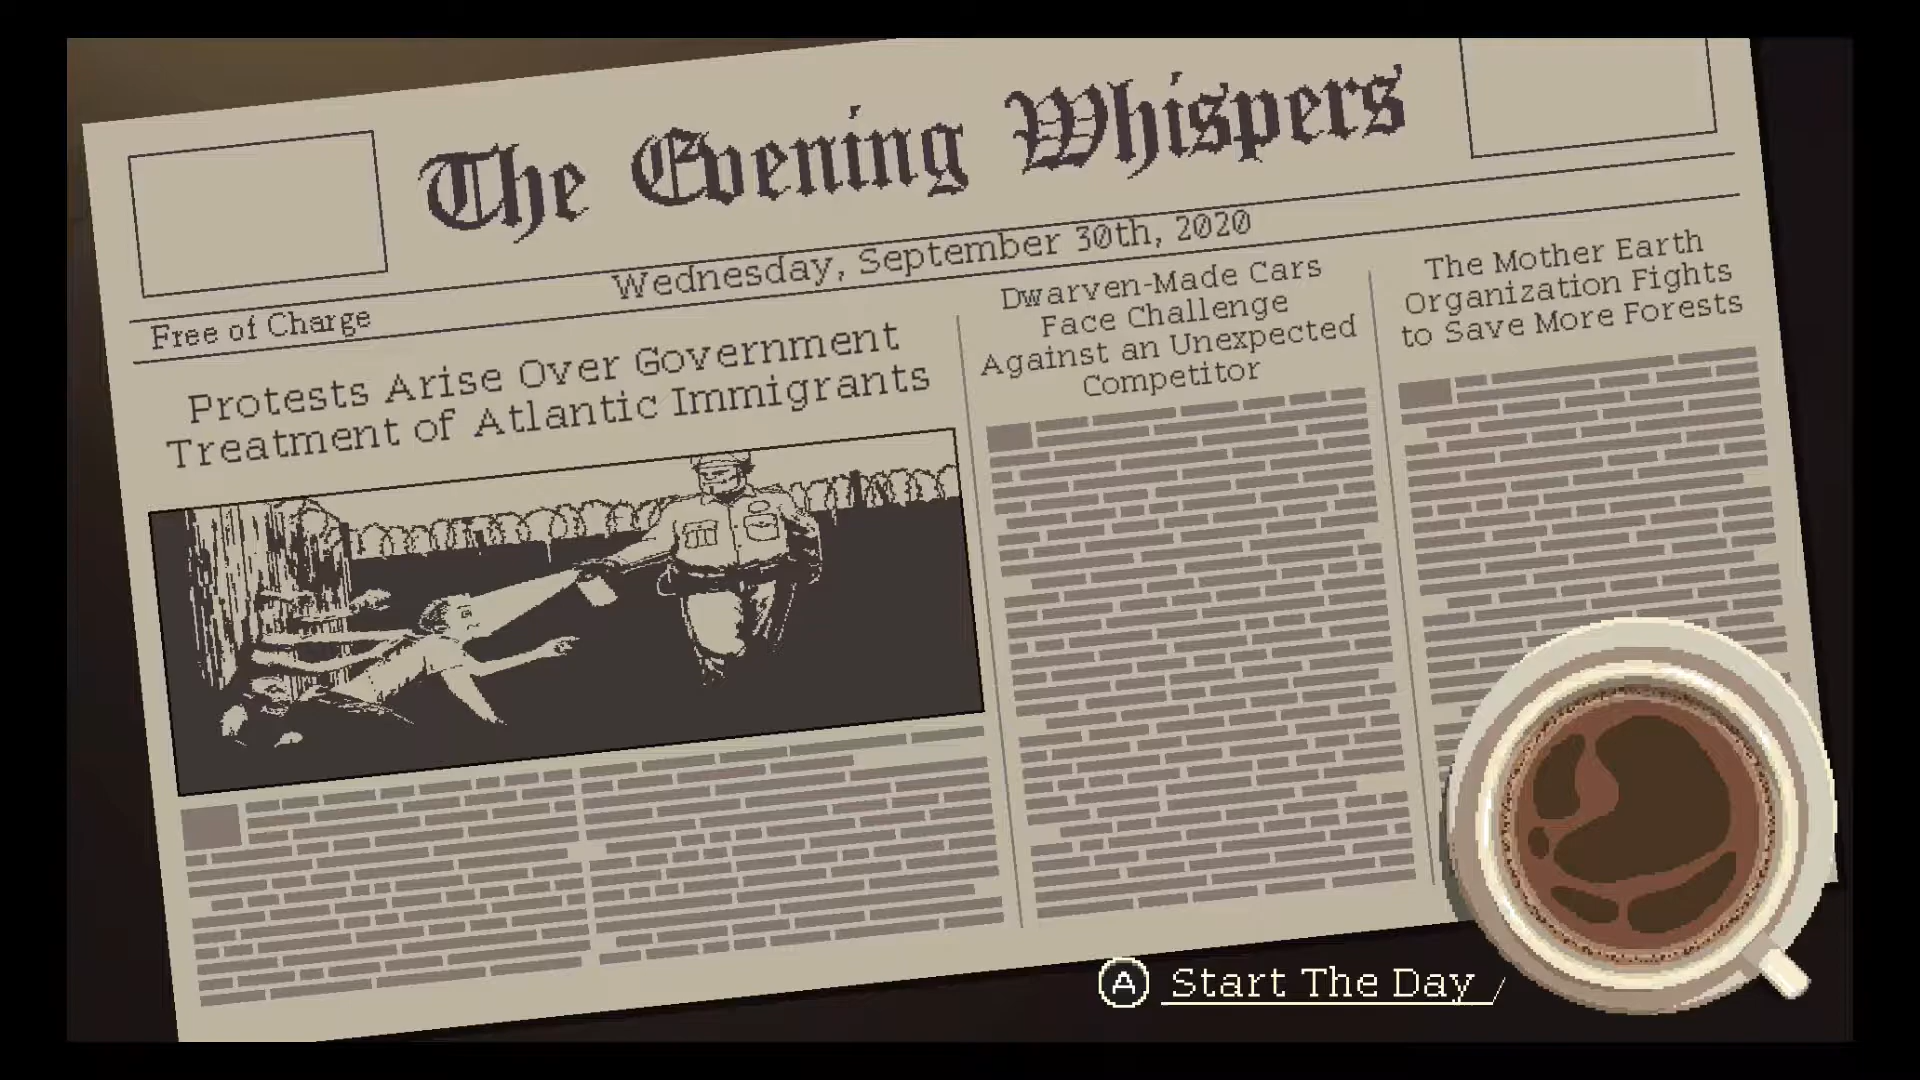 The Evening Whispers
Wednesday, September 30th, 2020
Free of Charge
Protests Arise Over Government
Treatment of Atlantic Immigrants
Dwarven-Made Cars
Face Challenge
Against an Unexpected
Competitor
The Mother Earth
Organization Fights
to Save More Forests
A Start The Day